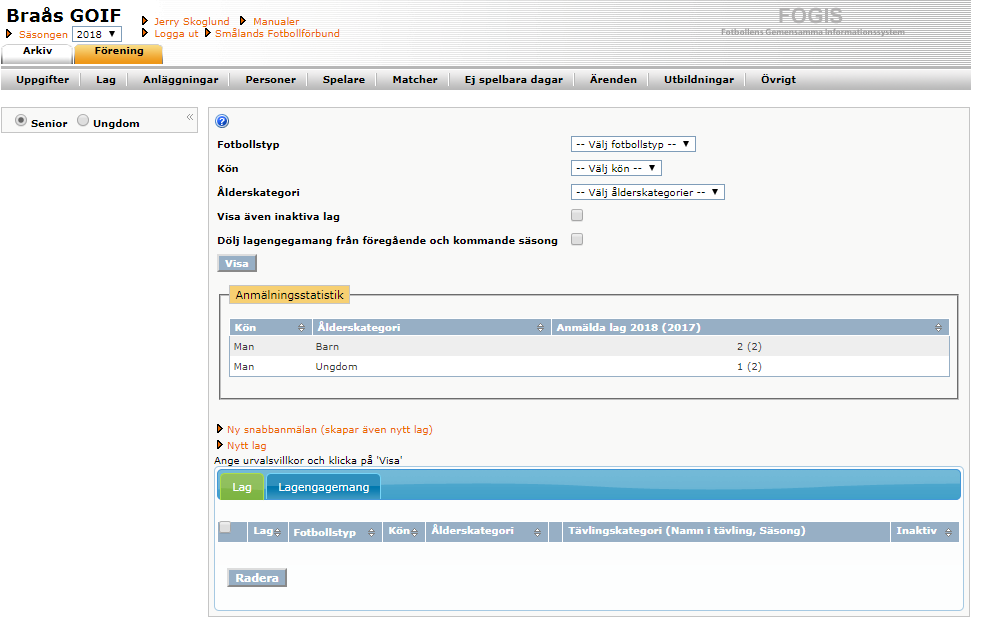 Braås GOIF
Jerry Skoglund Manualer
Säsongen 2018 Logga ut Smålands Fotbollförbund
FOGIS
Fotbollens Gemensamma Informationssystem
Arkiv Förening
Uppgifter Lag Anläggningar Personer Spelare Matcher Ej spelbara dagar Ärenden Utbildningar Övrigt
Senior Ungdom «
?
Fotbollstyp -- Välj fotbollstyp --
Kön -- Välj kön --
Ålderskategori -- Välj ålderskategorier --
Visa även inaktiva lag
Dölj lagengegamang från föregående och kommande säsong
Visa
Anmälningsstatistik
Kön Ålderskategori Anmälda lag 2018 (2017)
Man Barn 2 (2)
Man Ungdom 1 (2)
Ny snabbanmälan (skapar även nytt lag)
Nytt lag
Ange urvalsvillkor och klicka på 'Visa'
Lag Lagengagemang
Lag Fotbollstyp Kön Ålderskategori Tävlingskategori (Namn i tävling, Säsong) Inaktiv
Radera